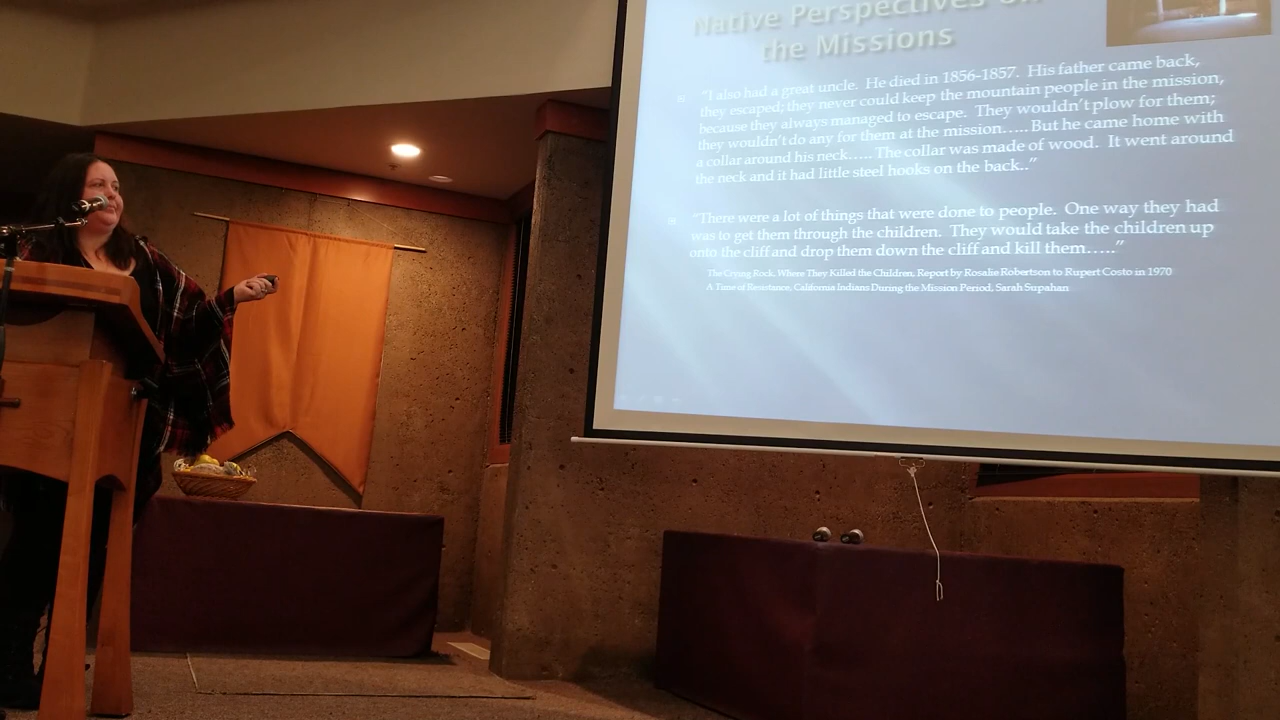 Native Perspectives on
the Missions
"I also had a great uncle. He died in 1856-1857. His father came back,
they escaped; they never could keep the mountain people in the mission,
because they always managed to escape. They wouldn't plow for them;
they wouldn't do any for them at the mission..... But he came home with
a collar around his neck..... The collar was made of wood. It went around
the neck and it had little steel hooks on the back.."
"There were a lot of things that were done to people. One way they had
was to get them through the children. They would take the children up
onto the cliff and drop them down the cliff and kill them....."
The Crying Rock, Where They Killed the Children, Report by Rosalie Robertson to Rupert Costo in 1970
A Time of Resistance, California Indians During the Mission Period, Sarah Supahan